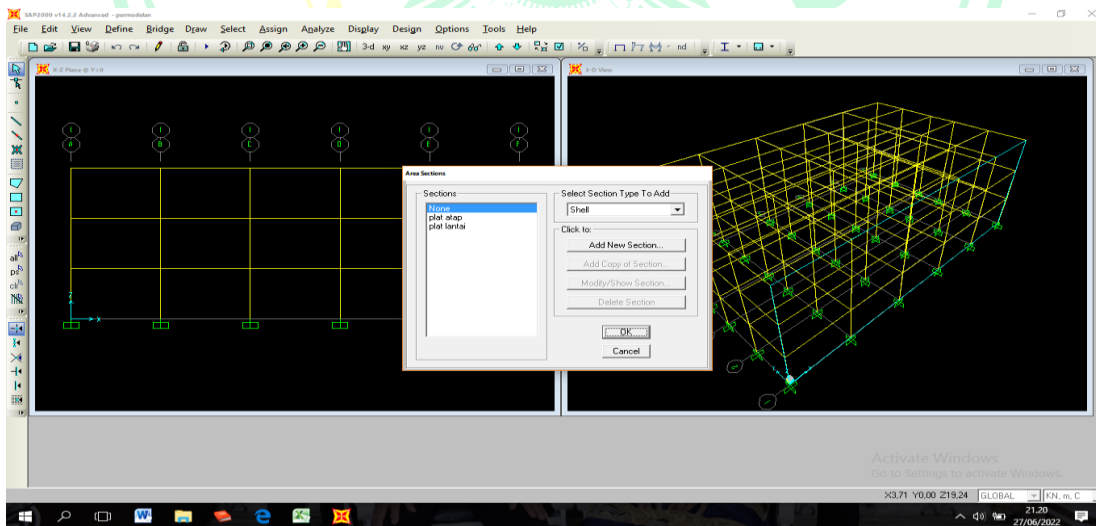 SAP2000 v14.2.2 Advanced - permodelan
File Edit View Define Bridge Draw Select Assign Analyze Display Design Options Tools Help
3-d xy xz yz nv nd
X-Z Plane @ Y=0
3-D View
A B C D E F
Area Sections
Sections
None
plat atap
plat lantai
Select Section Type To Add
Shell
Click to:
Add New Section...
Add Copy of Section...
Modify/Show Section...
Delete Section
OK
Cancel
Z
X
all
ps
clr
Activate Windows
Go to Settings to activate Windows.
X3,71 Y0,00 Z19,24 GLOBAL KN, m, C
21.20
27/06/2022